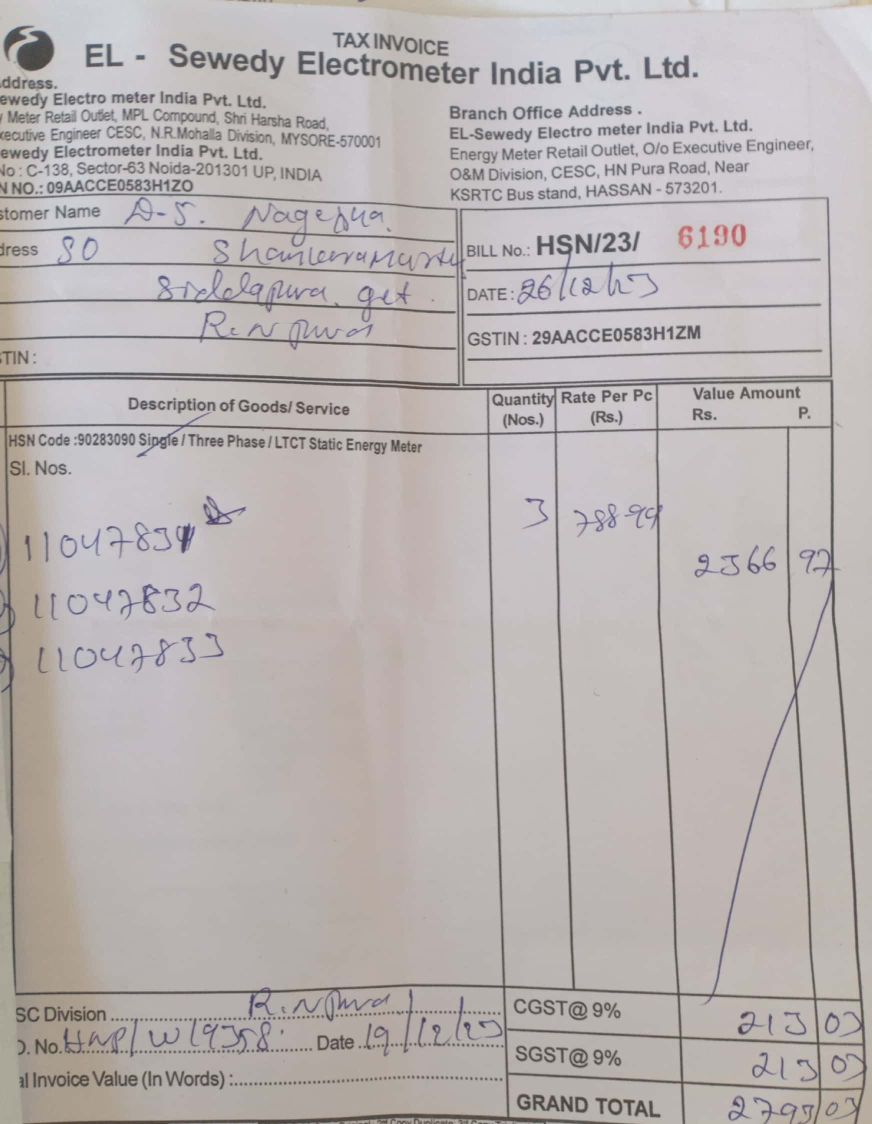 TAX INVOICE
EL - Sewedy Electrometer India Pvt. Ltd.
ddress.
ewedy Electro meter India Pvt. Ltd.
y Meter Retail Outlet, MPL Compound, Shri Harsha Road,
xecutive Engineer CESC, N.R.Mohalla Division, MYSORE-570001
ewedy Electrometer India Pvt. Ltd.
No : C-138, Sector-63 Noida-201301 UP, INDIA
N NO.: 09AACCE0583H1ZO
Branch Office Address .
EL-Sewedy Electro meter India Pvt. Ltd.
Energy Meter Retail Outlet, O/o Executive Engineer,
O&M Division, CESC, HN Pura Road, Near
KSRTC Bus stand, HASSAN - 573201.
stomer Name
dress SO
TIN :
BILL No.: HSN/23/ 6190
DATE : 26/12/23
GSTIN : 29AACCE0583H1ZM
Description of Goods/ Service Quantity (Nos.) Rate Per Pc (Rs.) Value Amount Rs. P.
HSN Code :90283090 Single / Three Phase / LTCT Static Energy Meter
Sl. Nos.
3 788-99
11047831
2366 97
11047832
11047833
SC Division
CGST@ 9% 213 03
D. No. Date 19/12/23
SGST@ 9% 213 03
al Invoice Value (In Words) :
GRAND TOTAL 2793 03